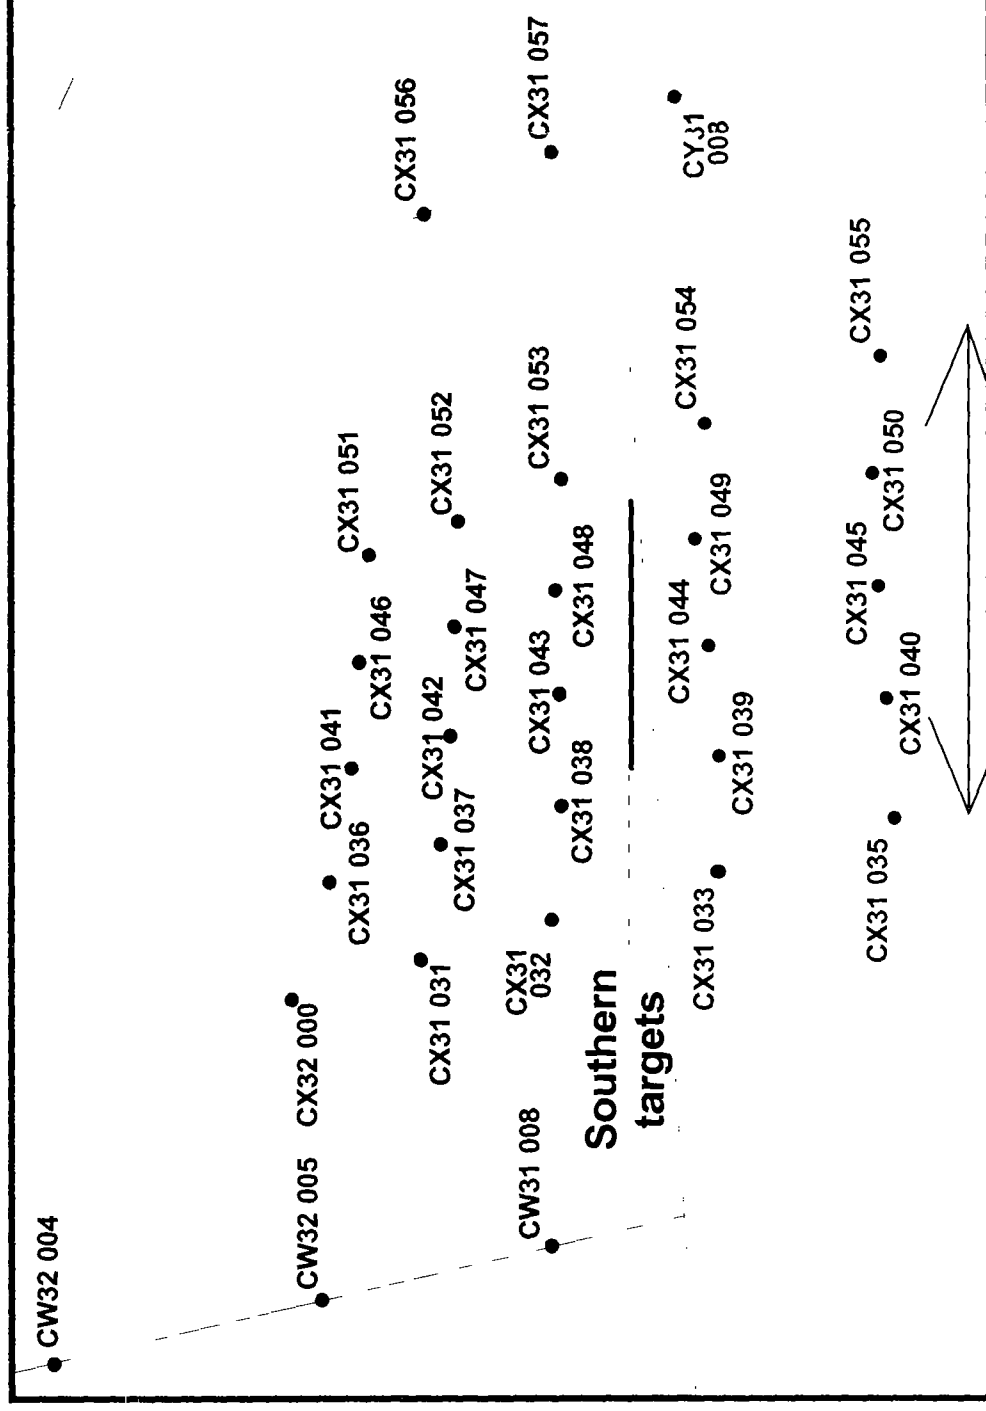 CW32 004
CW32 005
CX32 000
CW31 008
CX31 036
CX31 041
CX31 046
CX31 051
CX31 056
CX31 031
CX31 037
CX31 042
CX31 047
CX31 052
CX31 057
CX31
032
CX31 038
CX31 043
CX31 048
CX31 053
Southern
targets
CX31 033
CX31 039
CX31 044
CX31 049
CX31 054
CY31
008
CX31 035
CX31 040
CX31 045
CX31 050
CX31 055